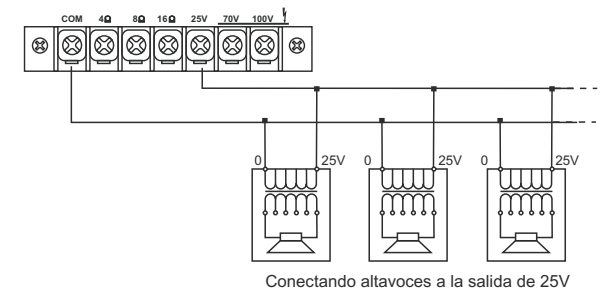 COM 4Ω 8Ω 16Ω 25V 70V 100V
0 25V 0 25V 0 25V
Conectando altavoces a la salida de 25V